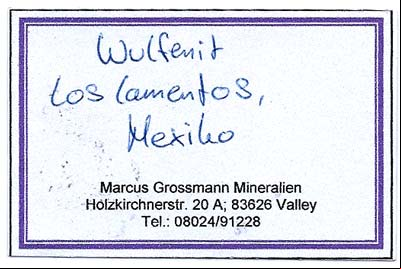 Wulfenit
Los Lamentos,
Mexiko
Marcus Grossmann Mineralien
Holzkirchnerstr. 20 A; 83626 Valley
Tel.: 08024/91228